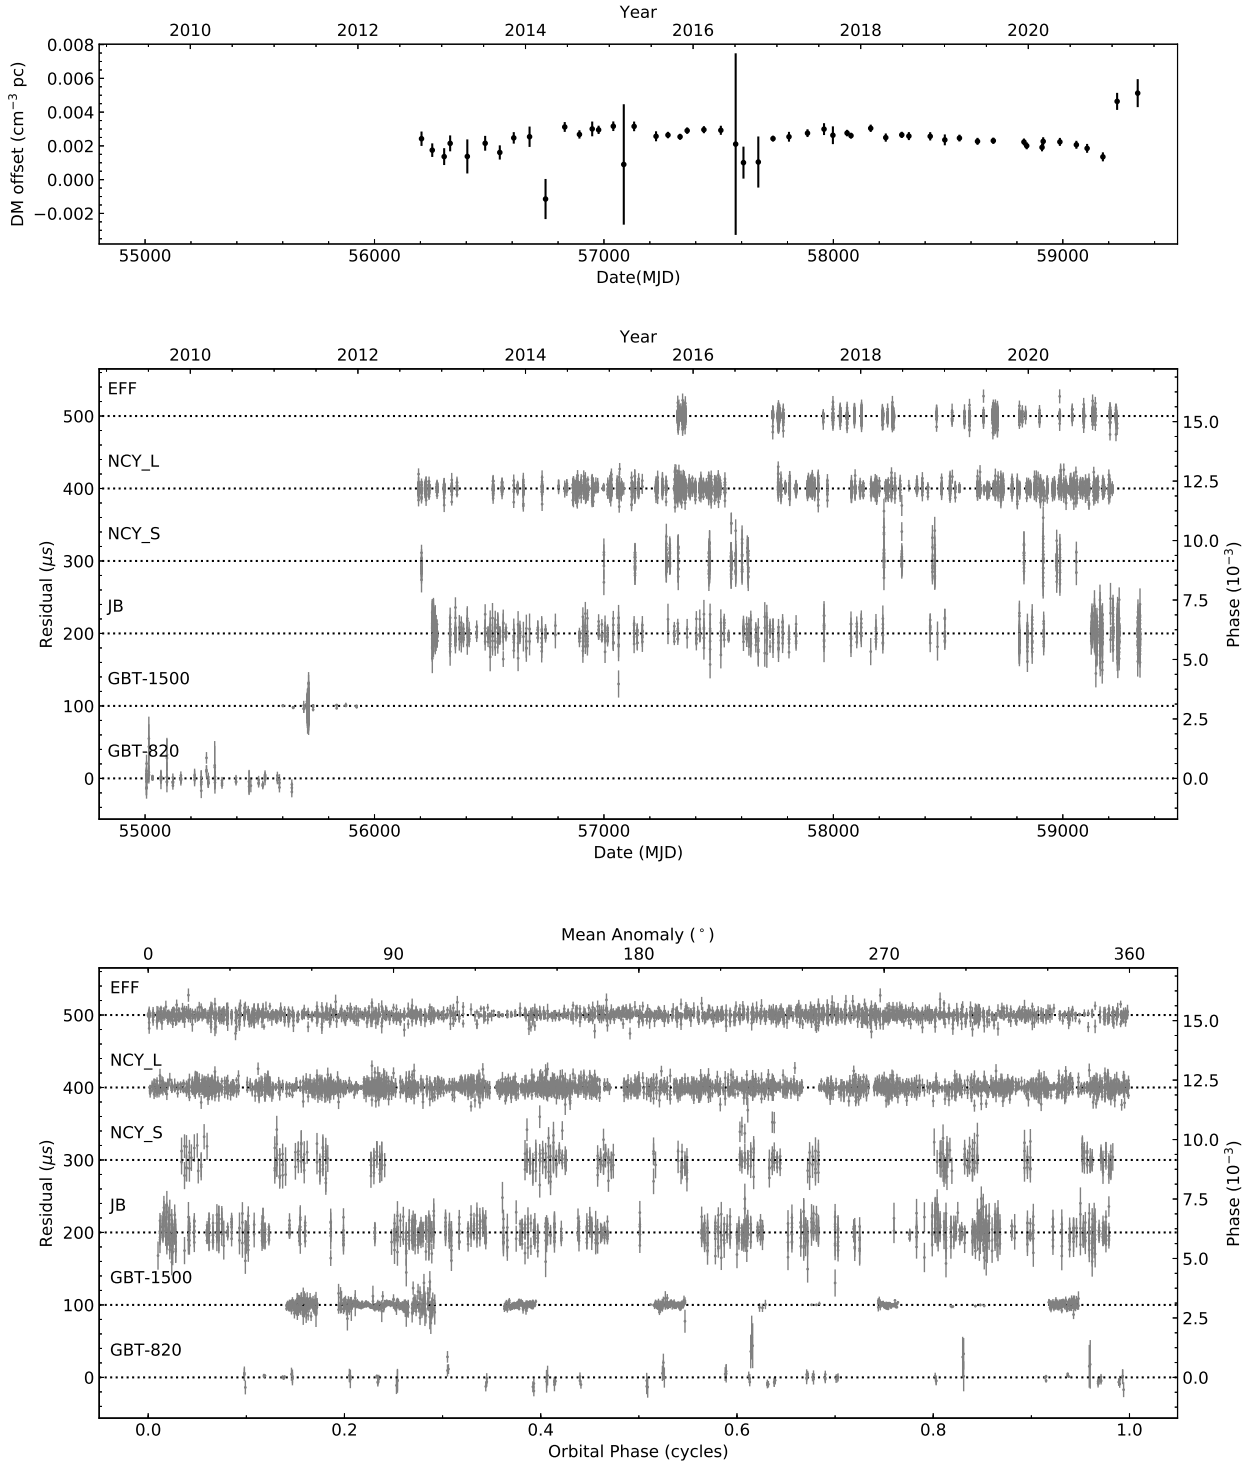 Year
2010 2012 2014 2016 2018 2020
0.008
0.006
0.004
0.002
0.000
−0.002
DM offset (cm⁻³ pc)
55000 56000 57000 58000 59000
Date(MJD)
Year
2010 2012 2014 2016 2018 2020
EFF
500
15.0
NCY_L
400
12.5
NCY_S
10.0
300
JB
7.5
200
5.0
GBT-1500
100
2.5
GBT-820
0
0.0
Residual (μs)
Phase (10⁻³)
55000 56000 57000 58000 59000
Date (MJD)
Mean Anomaly (°)
0 90 180 270 360
EFF
500
15.0
NCY_L
400
12.5
NCY_S
10.0
300
JB
7.5
200
5.0
GBT-1500
100
2.5
GBT-820
0
0.0
Residual (μs)
Phase (10⁻³)
0.0 0.2 0.4 0.6 0.8 1.0
Orbital Phase (cycles)